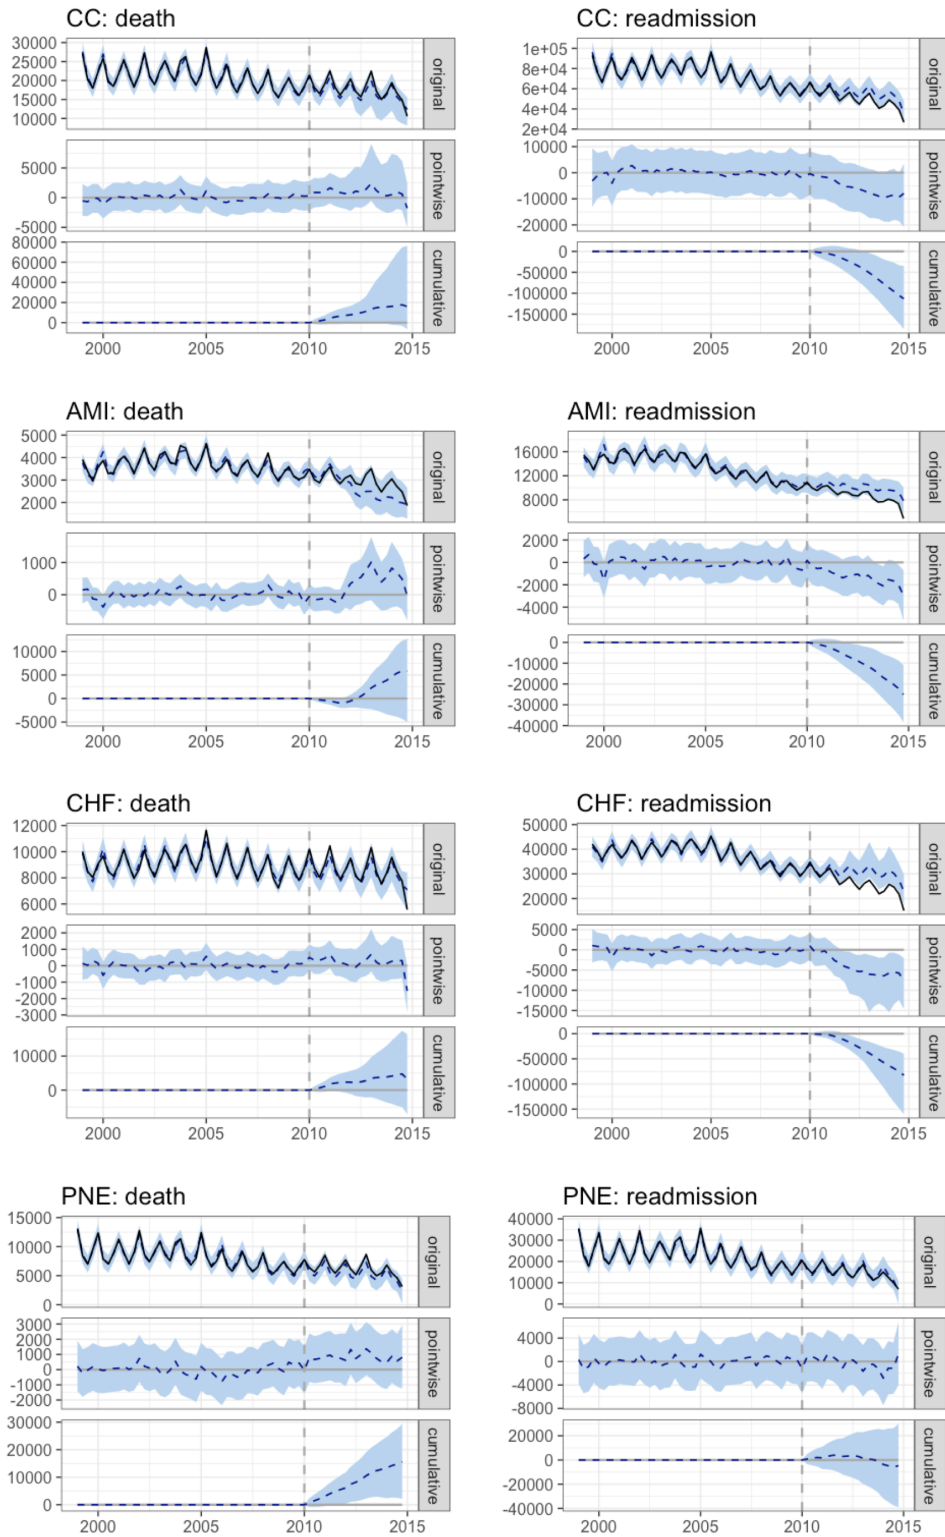 CC: death
30000
25000
20000
15000
10000
original
5000
0
-5000
pointwise
80000
60000
40000
20000
0
cumulative
2000 2005 2010 2015
CC: readmission
1e+05
8e+04
6e+04
4e+04
2e+04
original
10000
0
-10000
-20000
pointwise
0
-50000
-100000
-150000
cumulative
2000 2005 2010 2015
AMI: death
5000
4000
3000
2000
original
1000
0
pointwise
10000
5000
0
-5000
cumulative
2000 2005 2010 2015
AMI: readmission
16000
12000
8000
original
2000
0
-2000
-4000
pointwise
0
-10000
-20000
-30000
-40000
cumulative
2000 2005 2010 2015
CHF: death
12000
10000
8000
6000
original
2000
1000
0
-1000
-2000
-3000
pointwise
10000
0
cumulative
2000 2005 2010 2015
CHF: readmission
50000
40000
30000
20000
original
5000
0
-5000
-10000
-15000
pointwise
0
-50000
-100000
-150000
cumulative
2000 2005 2010 2015
PNE: death
15000
10000
5000
0
original
3000
2000
1000
0
-1000
-2000
pointwise
30000
20000
10000
0
cumulative
2000 2005 2010 2015
PNE: readmission
40000
30000
20000
10000
0
original
4000
0
-4000
-8000
pointwise
20000
0
-20000
-40000
cumulative
2000 2005 2010 2015